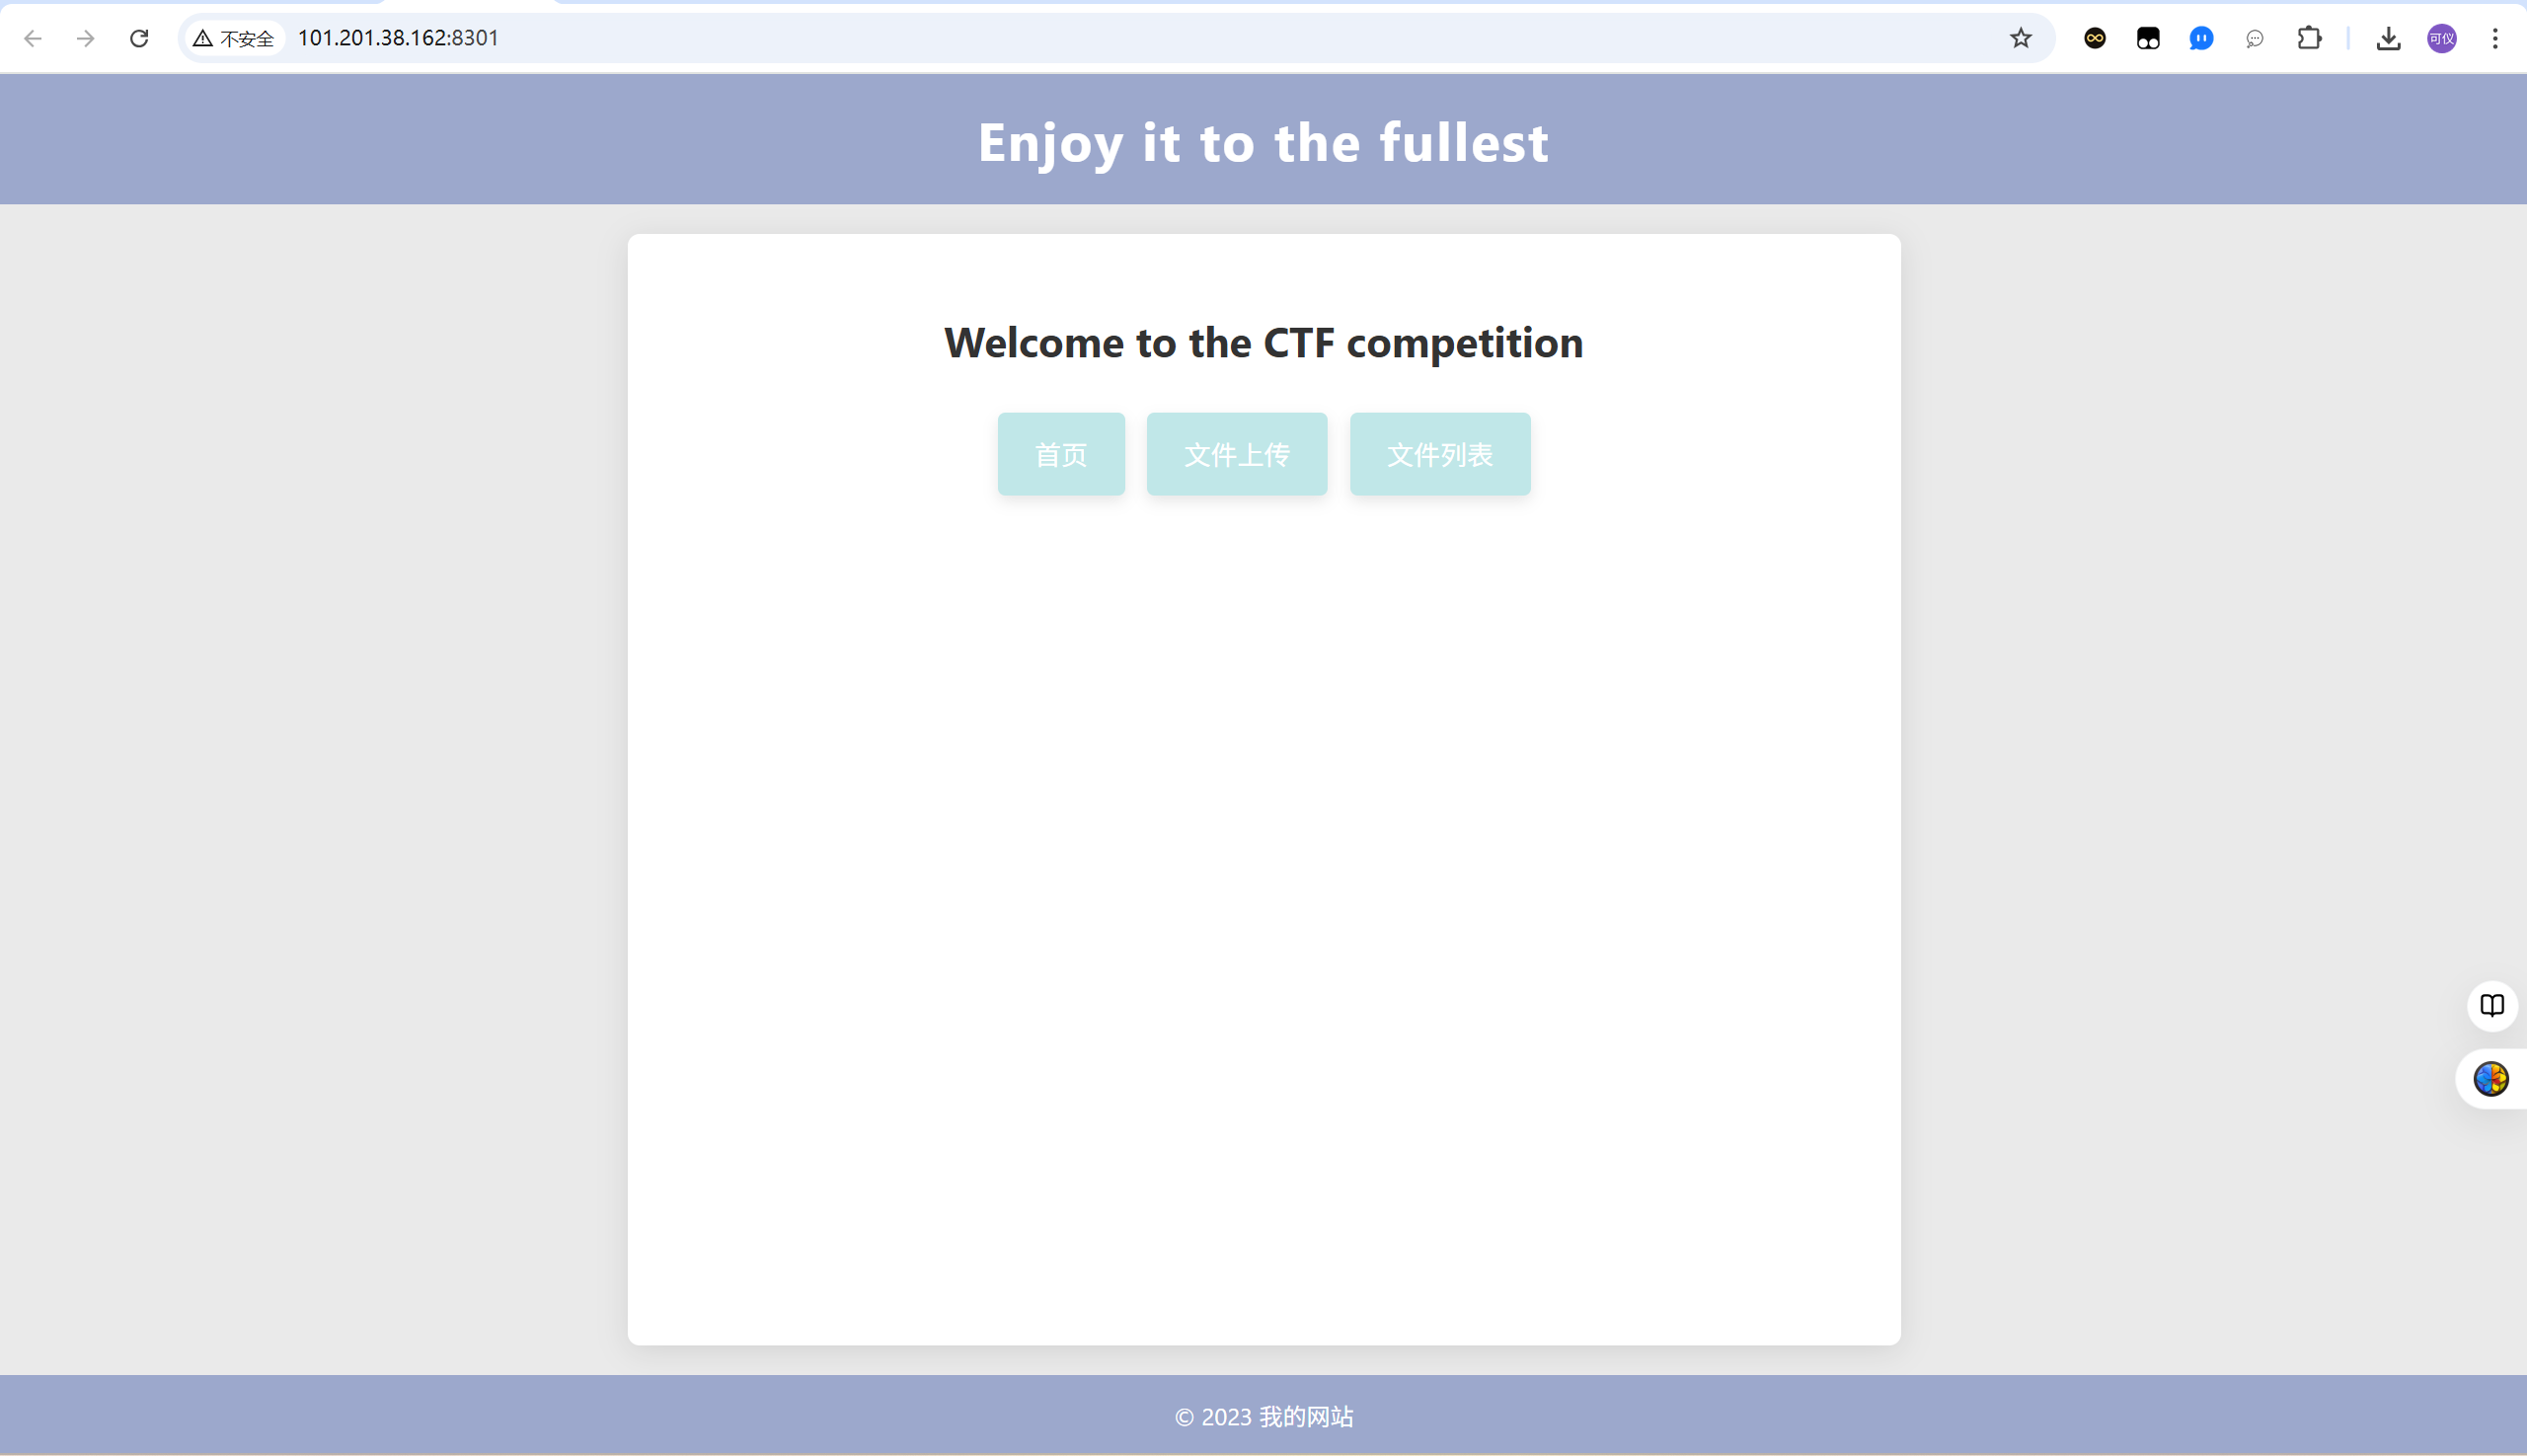 不安全 101.201.38.162:8301 可仪
Enjoy it to the fullest
Welcome to the CTF competition
首页 文件上传 文件列表
© 2023 我的网站